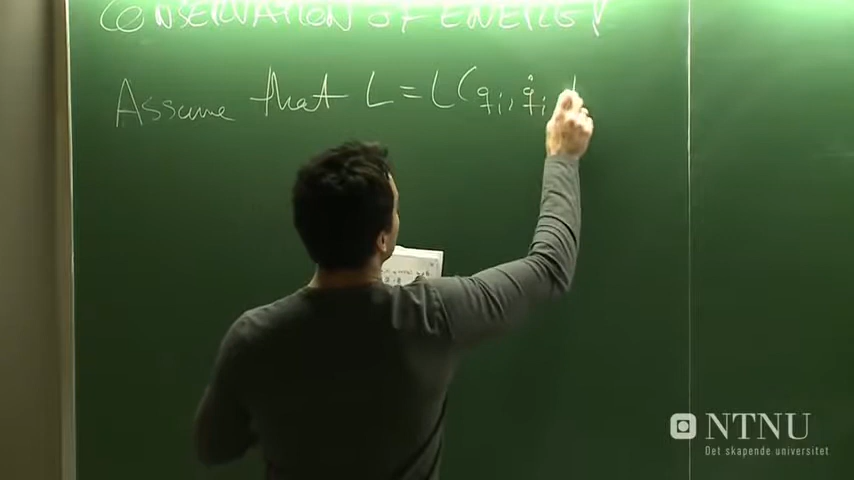 CONSERVATION OF ENERGY
Assume that L = L(qᵢ, q̇ᵢ
NTNU
Det skapende universitet